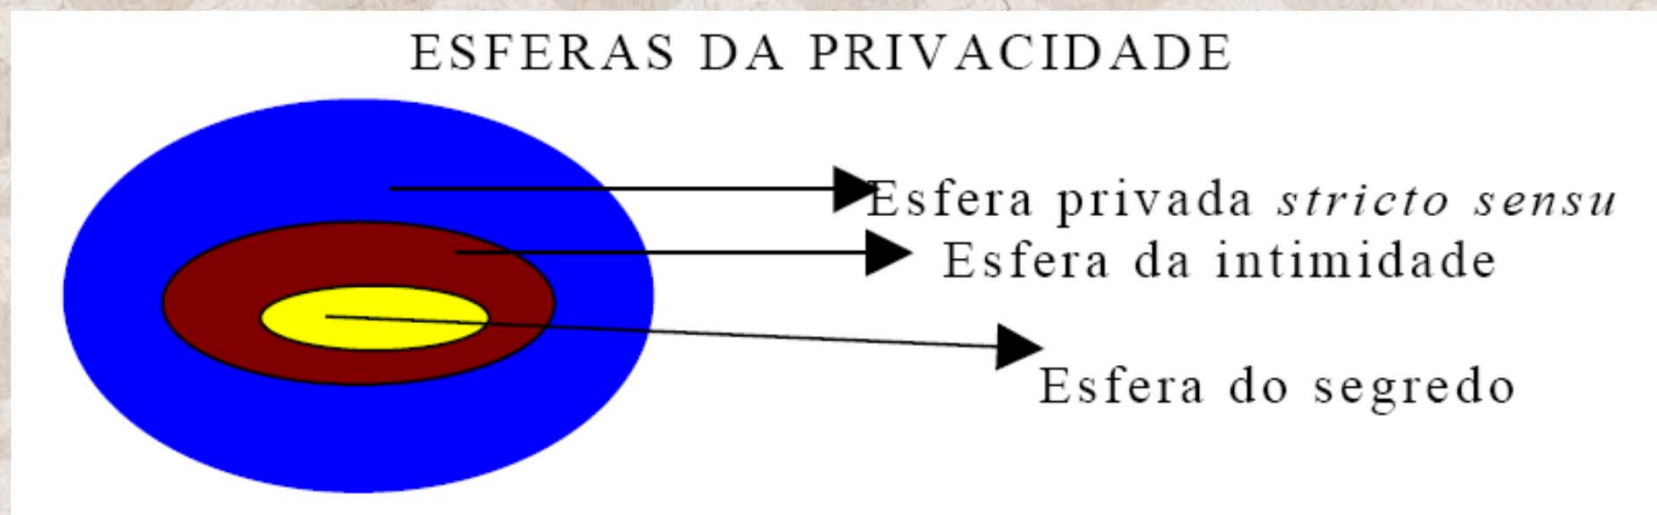 ESFERAS DA PRIVACIDADE
Esfera privada stricto sensu
Esfera da intimidade
Esfera do segredo